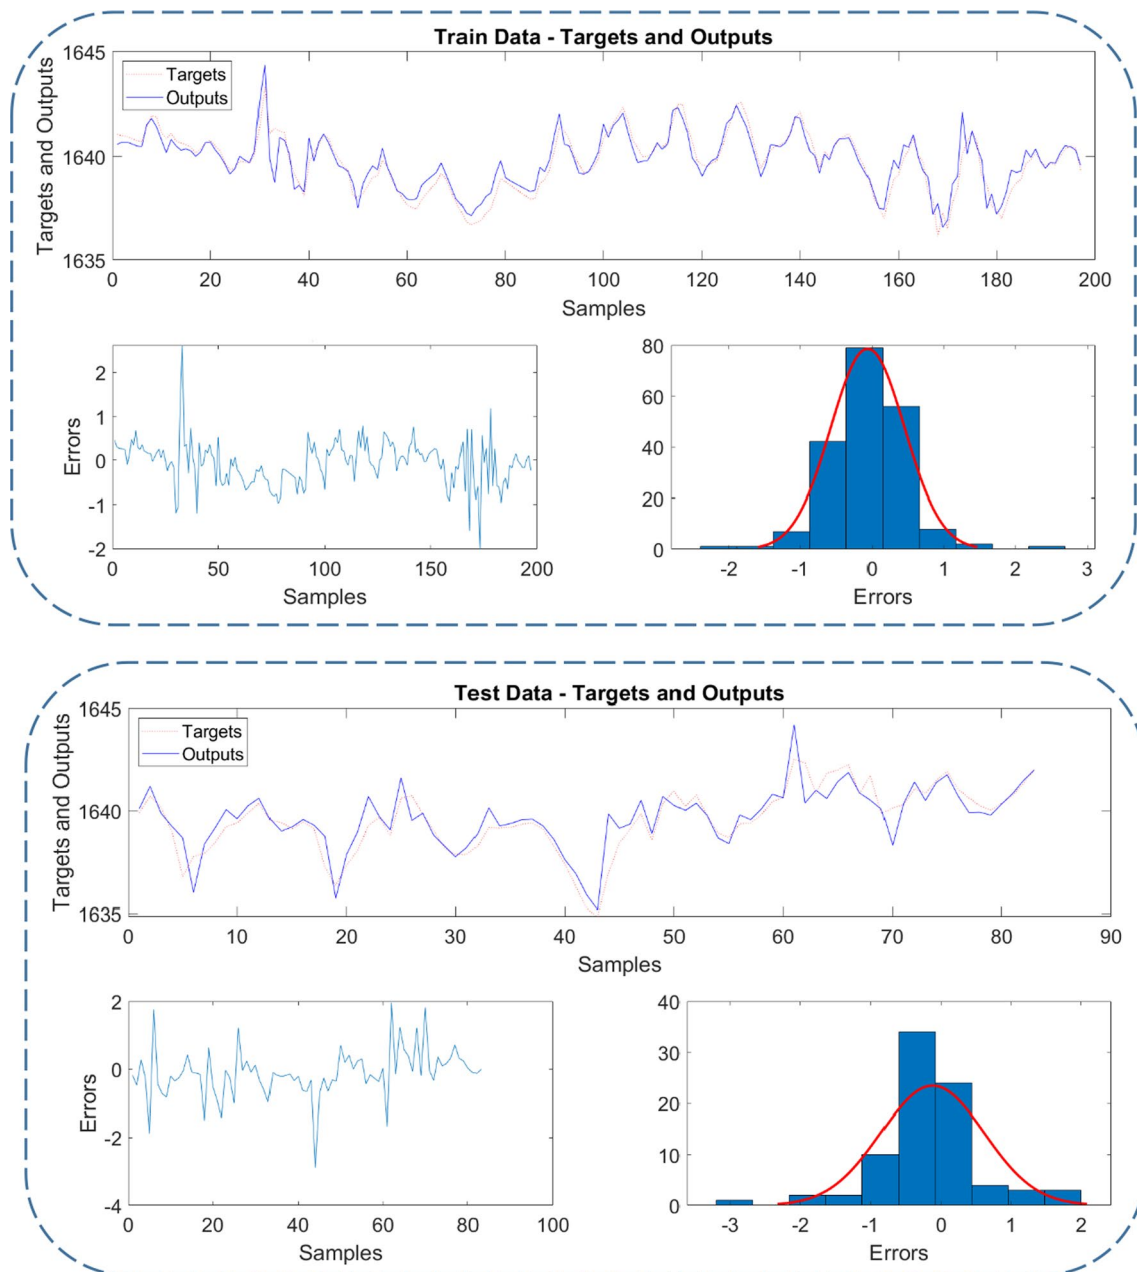 Train Data - Targets and Outputs
Targets and Outputs
1645
1640
1635
Targets
Outputs
0 20 40 60 80 100 120 140 160 180 200
Samples
Errors
2
1
0
-1
-2
0 50 100 150 200
Samples
80
60
40
20
0
-2 -1 0 1 2 3
Errors
Test Data - Targets and Outputs
Targets and Outputs
1645
1640
1635
Targets
Outputs
0 10 20 30 40 50 60 70 80 90
Samples
Errors
2
0
-2
-4
0 20 40 60 80 100
Samples
40
30
20
10
0
-3 -2 -1 0 1 2
Errors